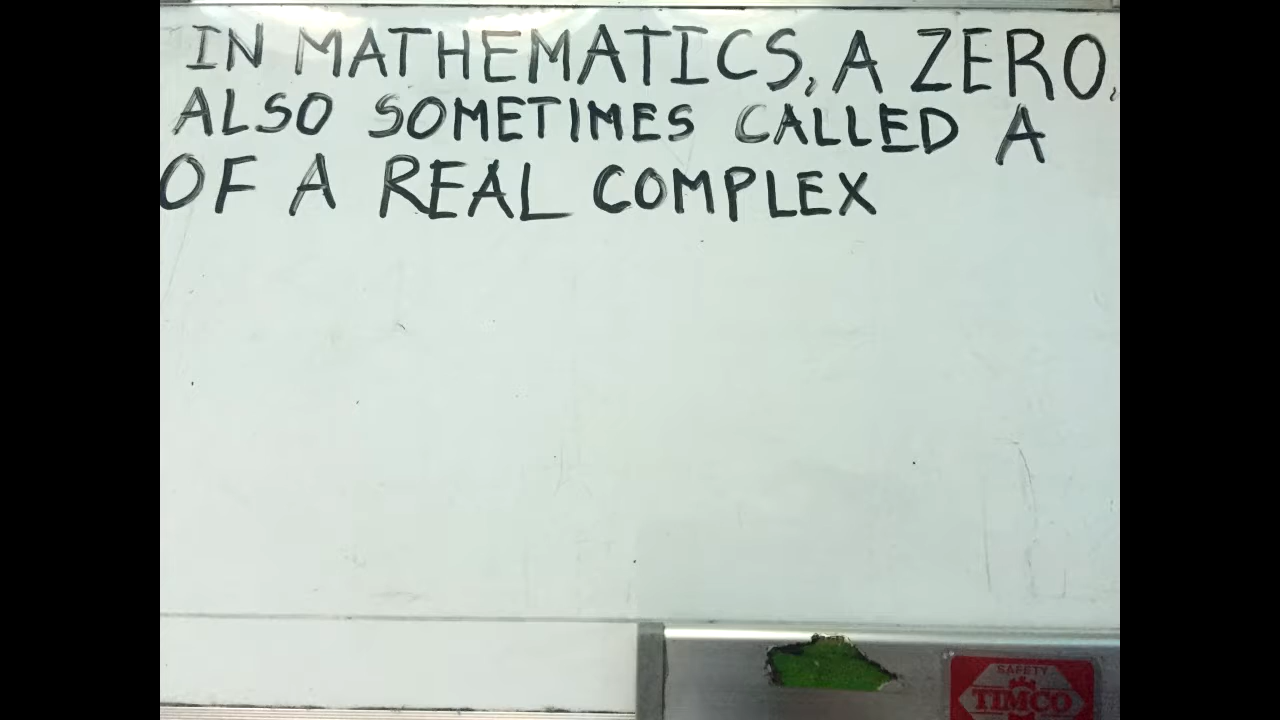 IN MATHEMATICS, A ZERO,
ALSO SOMETIMES CALLED A
OF A REAL COMPLEX
SAFETY
TIMCO